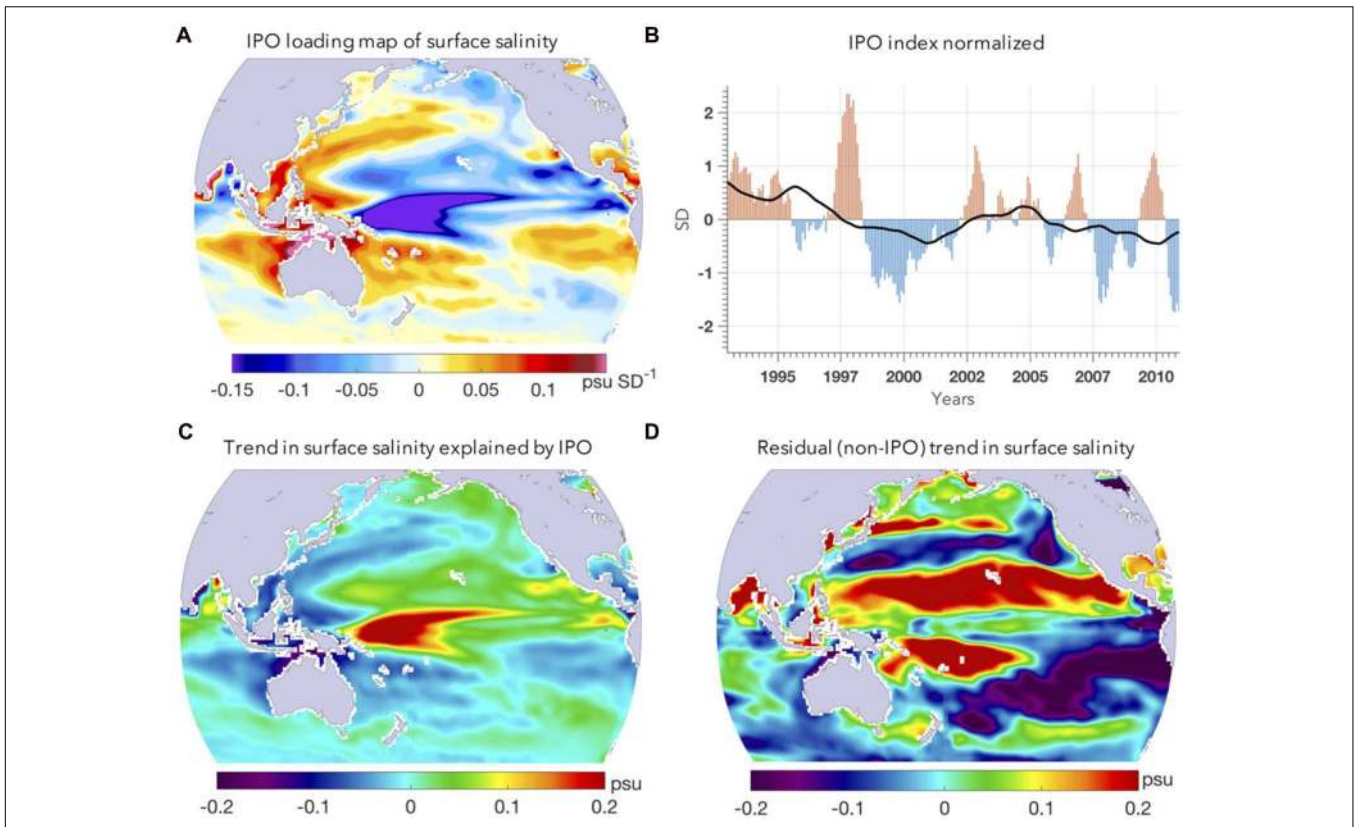 A
IPO loading map of surface salinity
-0.15 -0.1 -0.05 0 0.05 0.1 psu SD⁻¹
B
IPO index normalized
SD
2
1
0
-1
-2
1995 1997 2000 2002 2005 2007 2010
Years
C
Trend in surface salinity explained by IPO
-0.2 -0.1 0 0.1 0.2 psu
D
Residual (non-IPO) trend in surface salinity
-0.2 -0.1 0 0.1 0.2 psu